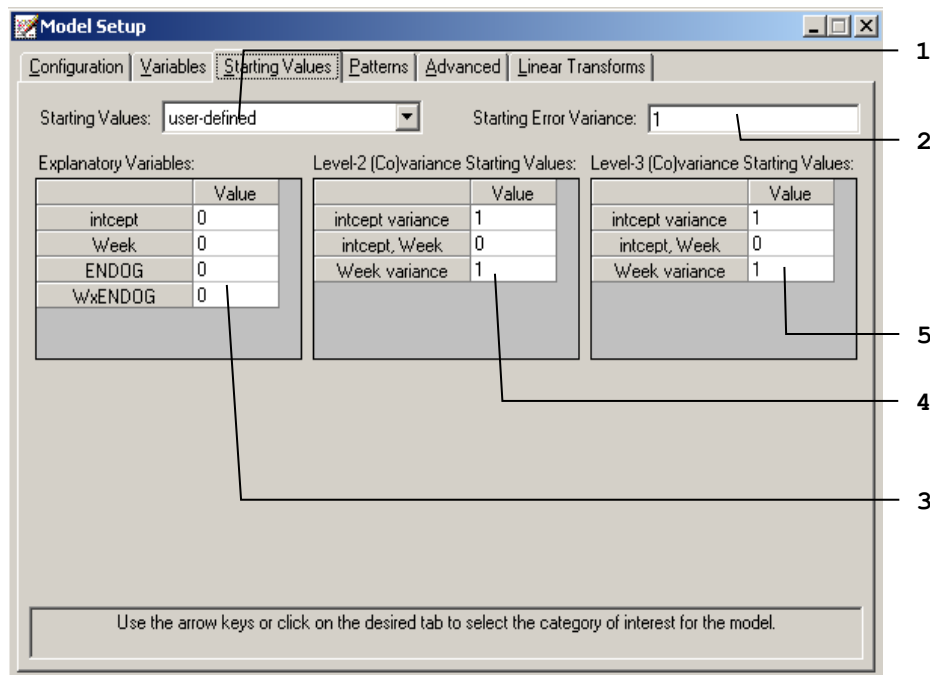 Model Setup
1
Configuration Variables Starting Values Patterns Advanced Linear Transforms
Starting Values: user-defined Starting Error Variance: 1
2
Explanatory Variables: Level-2 (Co)variance Starting Values: Level-3 (Co)variance Starting Values:
Value Value Value
intcept 0 intcept variance 1 intcept variance 1
Week 0 intcept, Week 0 intcept, Week 0
ENDOG 0 Week variance 1 Week variance 1
WxENDOG 0
5
4
3
Use the arrow keys or click on the desired tab to select the category of interest for the model.